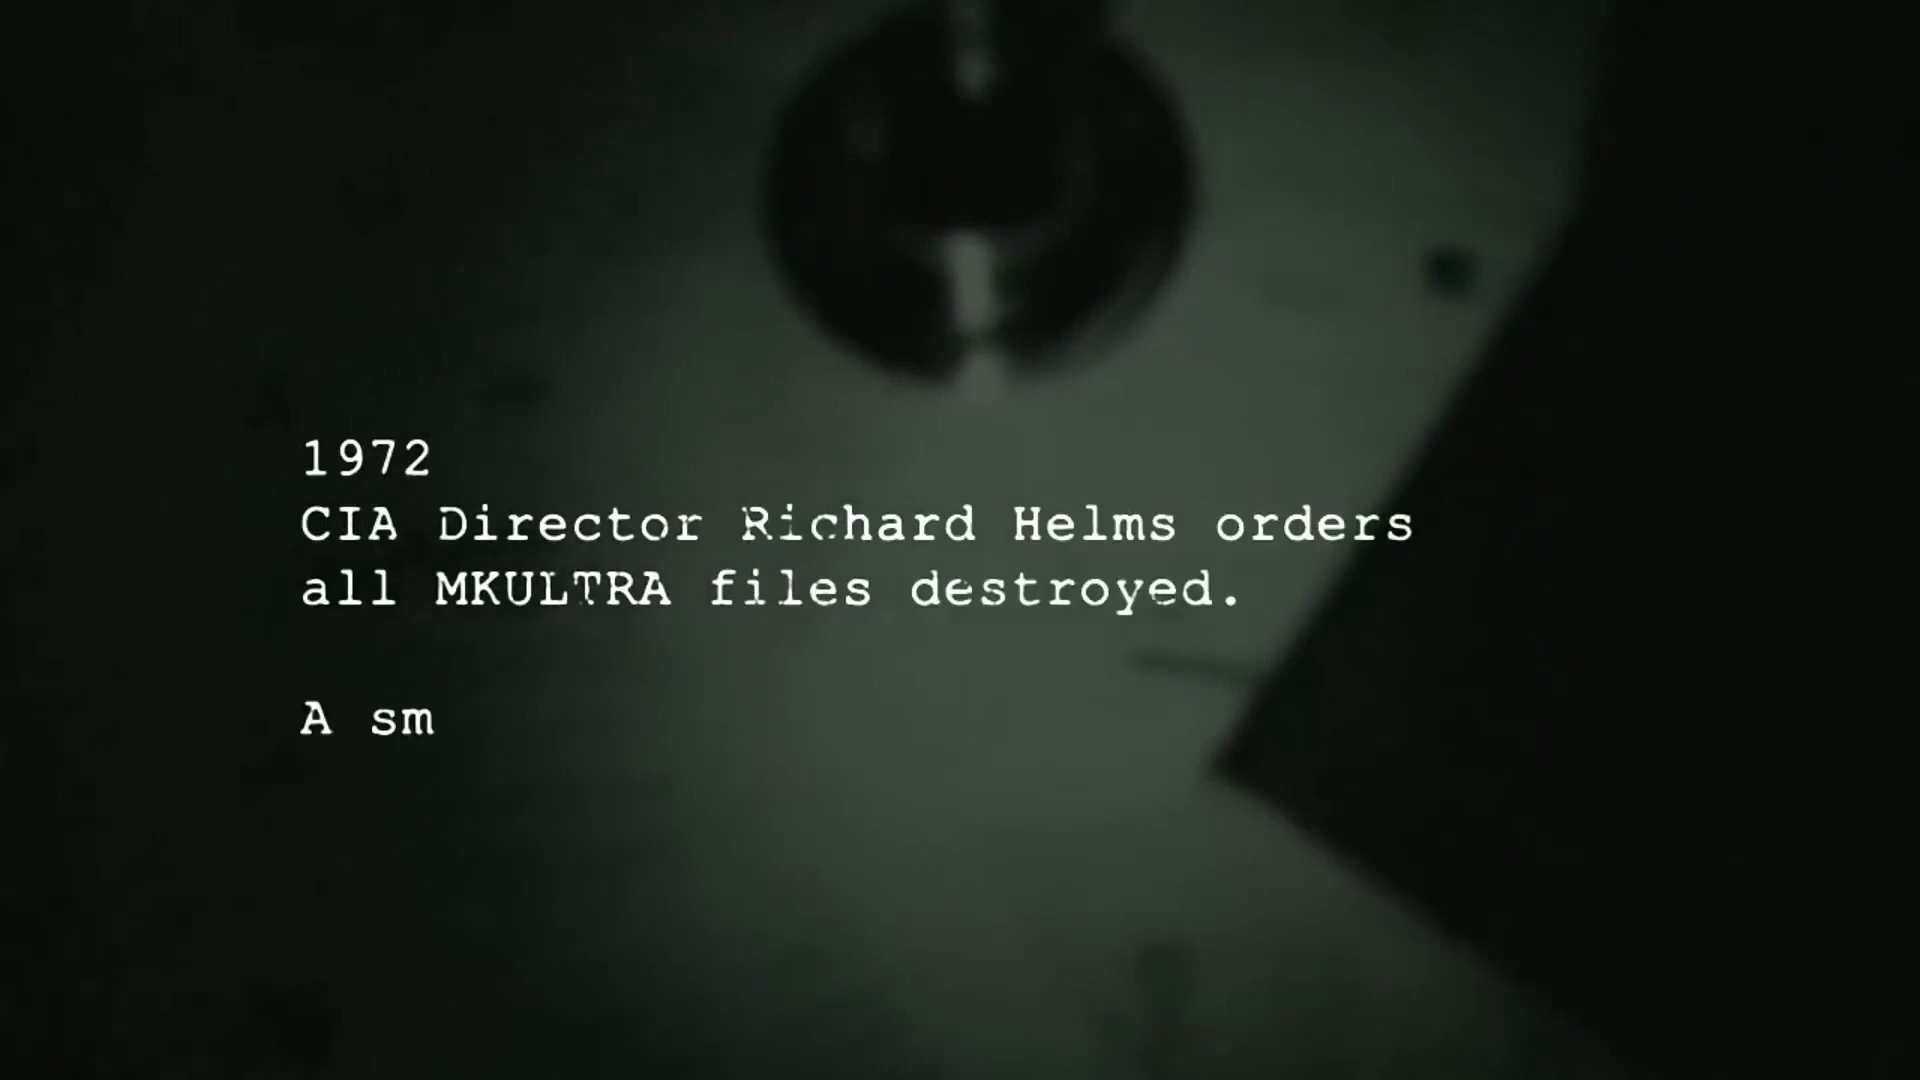 1972
CIA Director Richard Helms orders
all MKULTRA files destroyed.
A sm